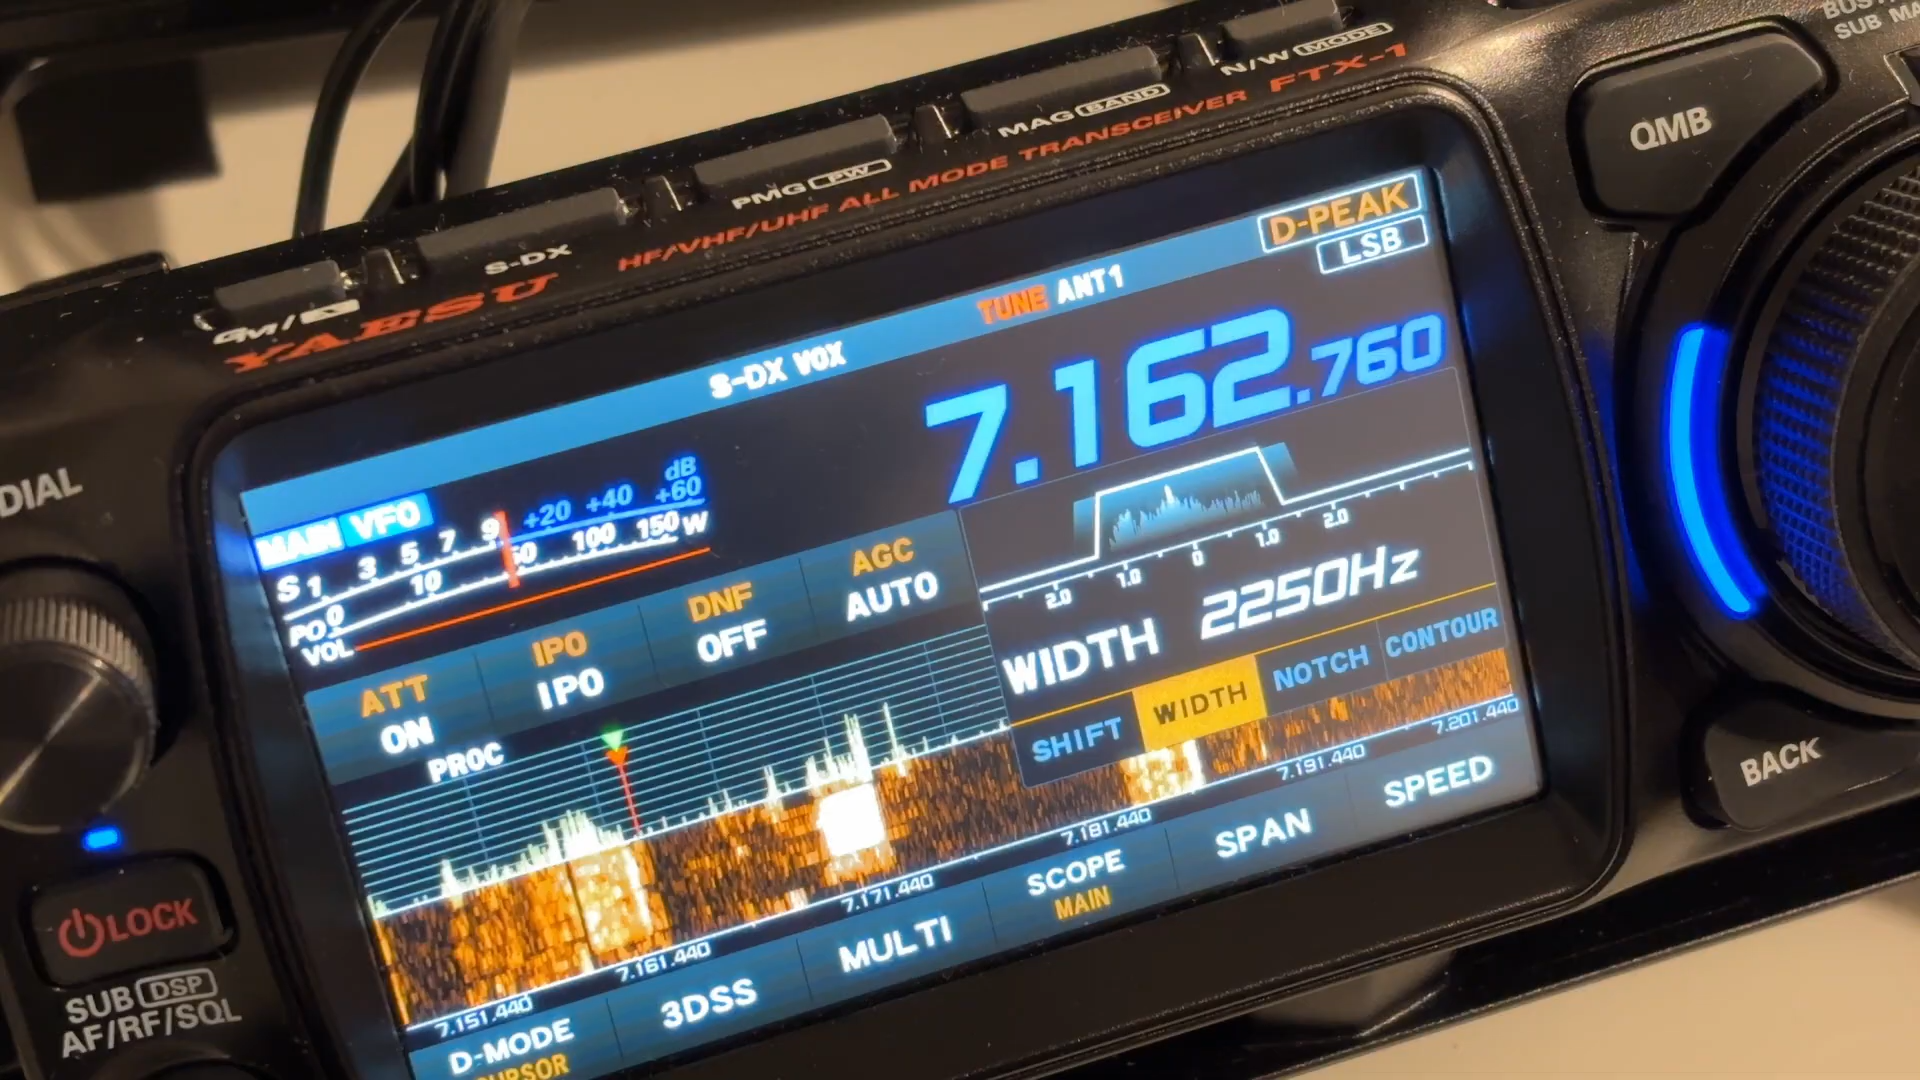 BACK
QMB
N/W MODE
MAG BAND
PMG PW
S-DX
YAESU
HF/VHF/UHF ALL MODE TRANSCEIVER FTX-1
D-PEAK
LSB
TUNE ANT1
S-DX VOX
7.162.760
MAIN VFO
dB
S 1 3 5 7 9 +20 +40 +60
PO 0 10 50 100 150 W
VOL
ATT ON
IPO IPO
DNF OFF
AGC AUTO
PROC
2.0 1.0 0 1.0 2.0
WIDTH 2250Hz
SHIFT WIDTH NOTCH CONTOUR
7.151.440 7.161.440 7.171.440 7.181.440 7.191.440 7.201.440
D-MODE
CURSOR
3DSS
MULTI
SCOPE
MAIN
SPAN
SPEED
DIAL
LOCK
SUB DSP
AF/RF/SQL